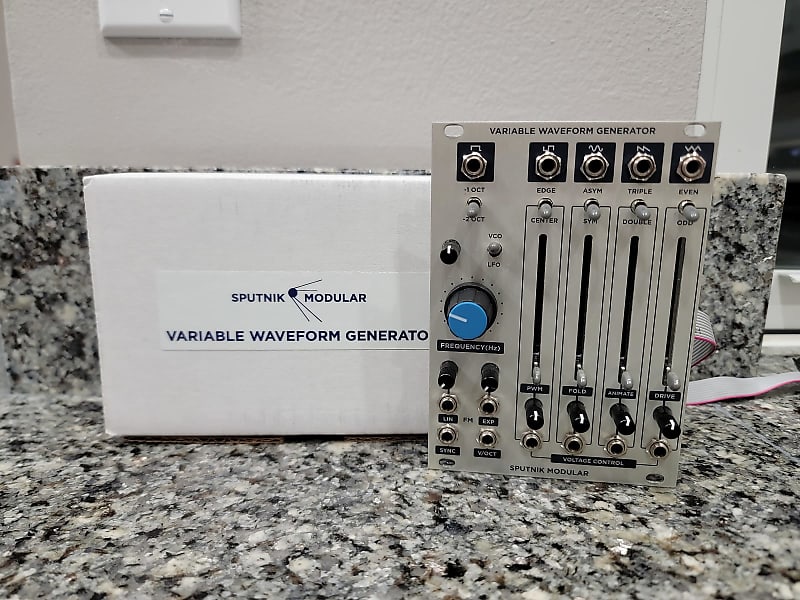 SPUTNIK MODULAR
VARIABLE WAVEFORM GENERATO
VARIABLE WAVEFORM GENERATOR
-1 OCT
-2 OCT
EDGE
ASYM
TRIPLE
EVEN
CENTER
SYM
DOUBLE
ODD
VCO
LFO
FREQUENCY(Hz)
PWM
FOLD
ANIMATE
DRIVE
LIN
FM
EXP
SYNC
V/OCT
VOLTAGE CONTROL
SPUTNIK MODULAR